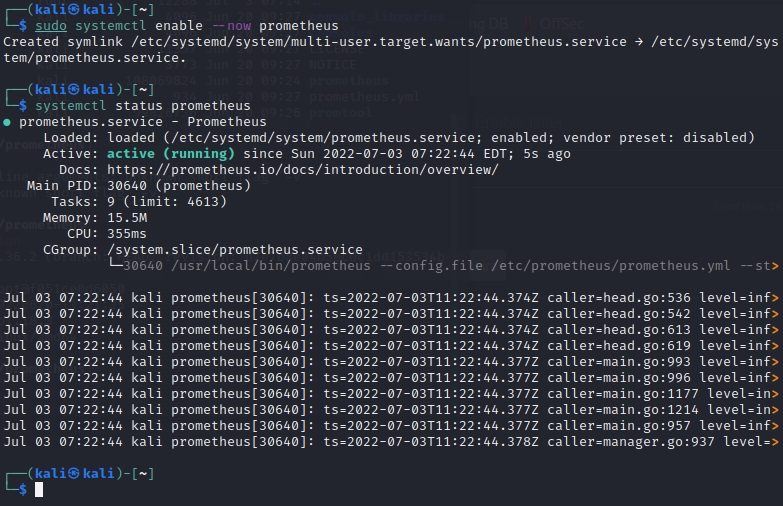 ┌──(kali㉿kali)-[~]
└─$ sudo systemctl enable --now prometheus
Created symlink /etc/systemd/system/multi-user.target.wants/prometheus.service → /etc/systemd/sys
tem/prometheus.service.
┌──(kali㉿kali)-[~]
└─$ systemctl status prometheus
● prometheus.service - Prometheus
Loaded: loaded (/etc/systemd/system/prometheus.service; enabled; vendor preset: disabled)
Active: active (running) since Sun 2022-07-03 07:22:44 EDT; 5s ago
Docs: https://prometheus.io/docs/introduction/overview/
Main PID: 30640 (prometheus)
Tasks: 9 (limit: 4613)
Memory: 15.5M
CPU: 355ms
CGroup: /system.slice/prometheus.service
└─30640 /usr/local/bin/prometheus --config.file /etc/prometheus/prometheus.yml --st>
Jul 03 07:22:44 kali prometheus[30640]: ts=2022-07-03T11:22:44.374Z caller=head.go:536 level=inf>
Jul 03 07:22:44 kali prometheus[30640]: ts=2022-07-03T11:22:44.374Z caller=head.go:542 level=inf>
Jul 03 07:22:44 kali prometheus[30640]: ts=2022-07-03T11:22:44.374Z caller=head.go:613 level=inf>
Jul 03 07:22:44 kali prometheus[30640]: ts=2022-07-03T11:22:44.374Z caller=head.go:619 level=inf>
Jul 03 07:22:44 kali prometheus[30640]: ts=2022-07-03T11:22:44.377Z caller=main.go:993 level=inf>
Jul 03 07:22:44 kali prometheus[30640]: ts=2022-07-03T11:22:44.377Z caller=main.go:996 level=inf>
Jul 03 07:22:44 kali prometheus[30640]: ts=2022-07-03T11:22:44.377Z caller=main.go:1177 level=in>
Jul 03 07:22:44 kali prometheus[30640]: ts=2022-07-03T11:22:44.377Z caller=main.go:1214 level=in>
Jul 03 07:22:44 kali prometheus[30640]: ts=2022-07-03T11:22:44.377Z caller=main.go:957 level=inf>
Jul 03 07:22:44 kali prometheus[30640]: ts=2022-07-03T11:22:44.378Z caller=manager.go:937 level=>
┌──(kali㉿kali)-[~]
└─$